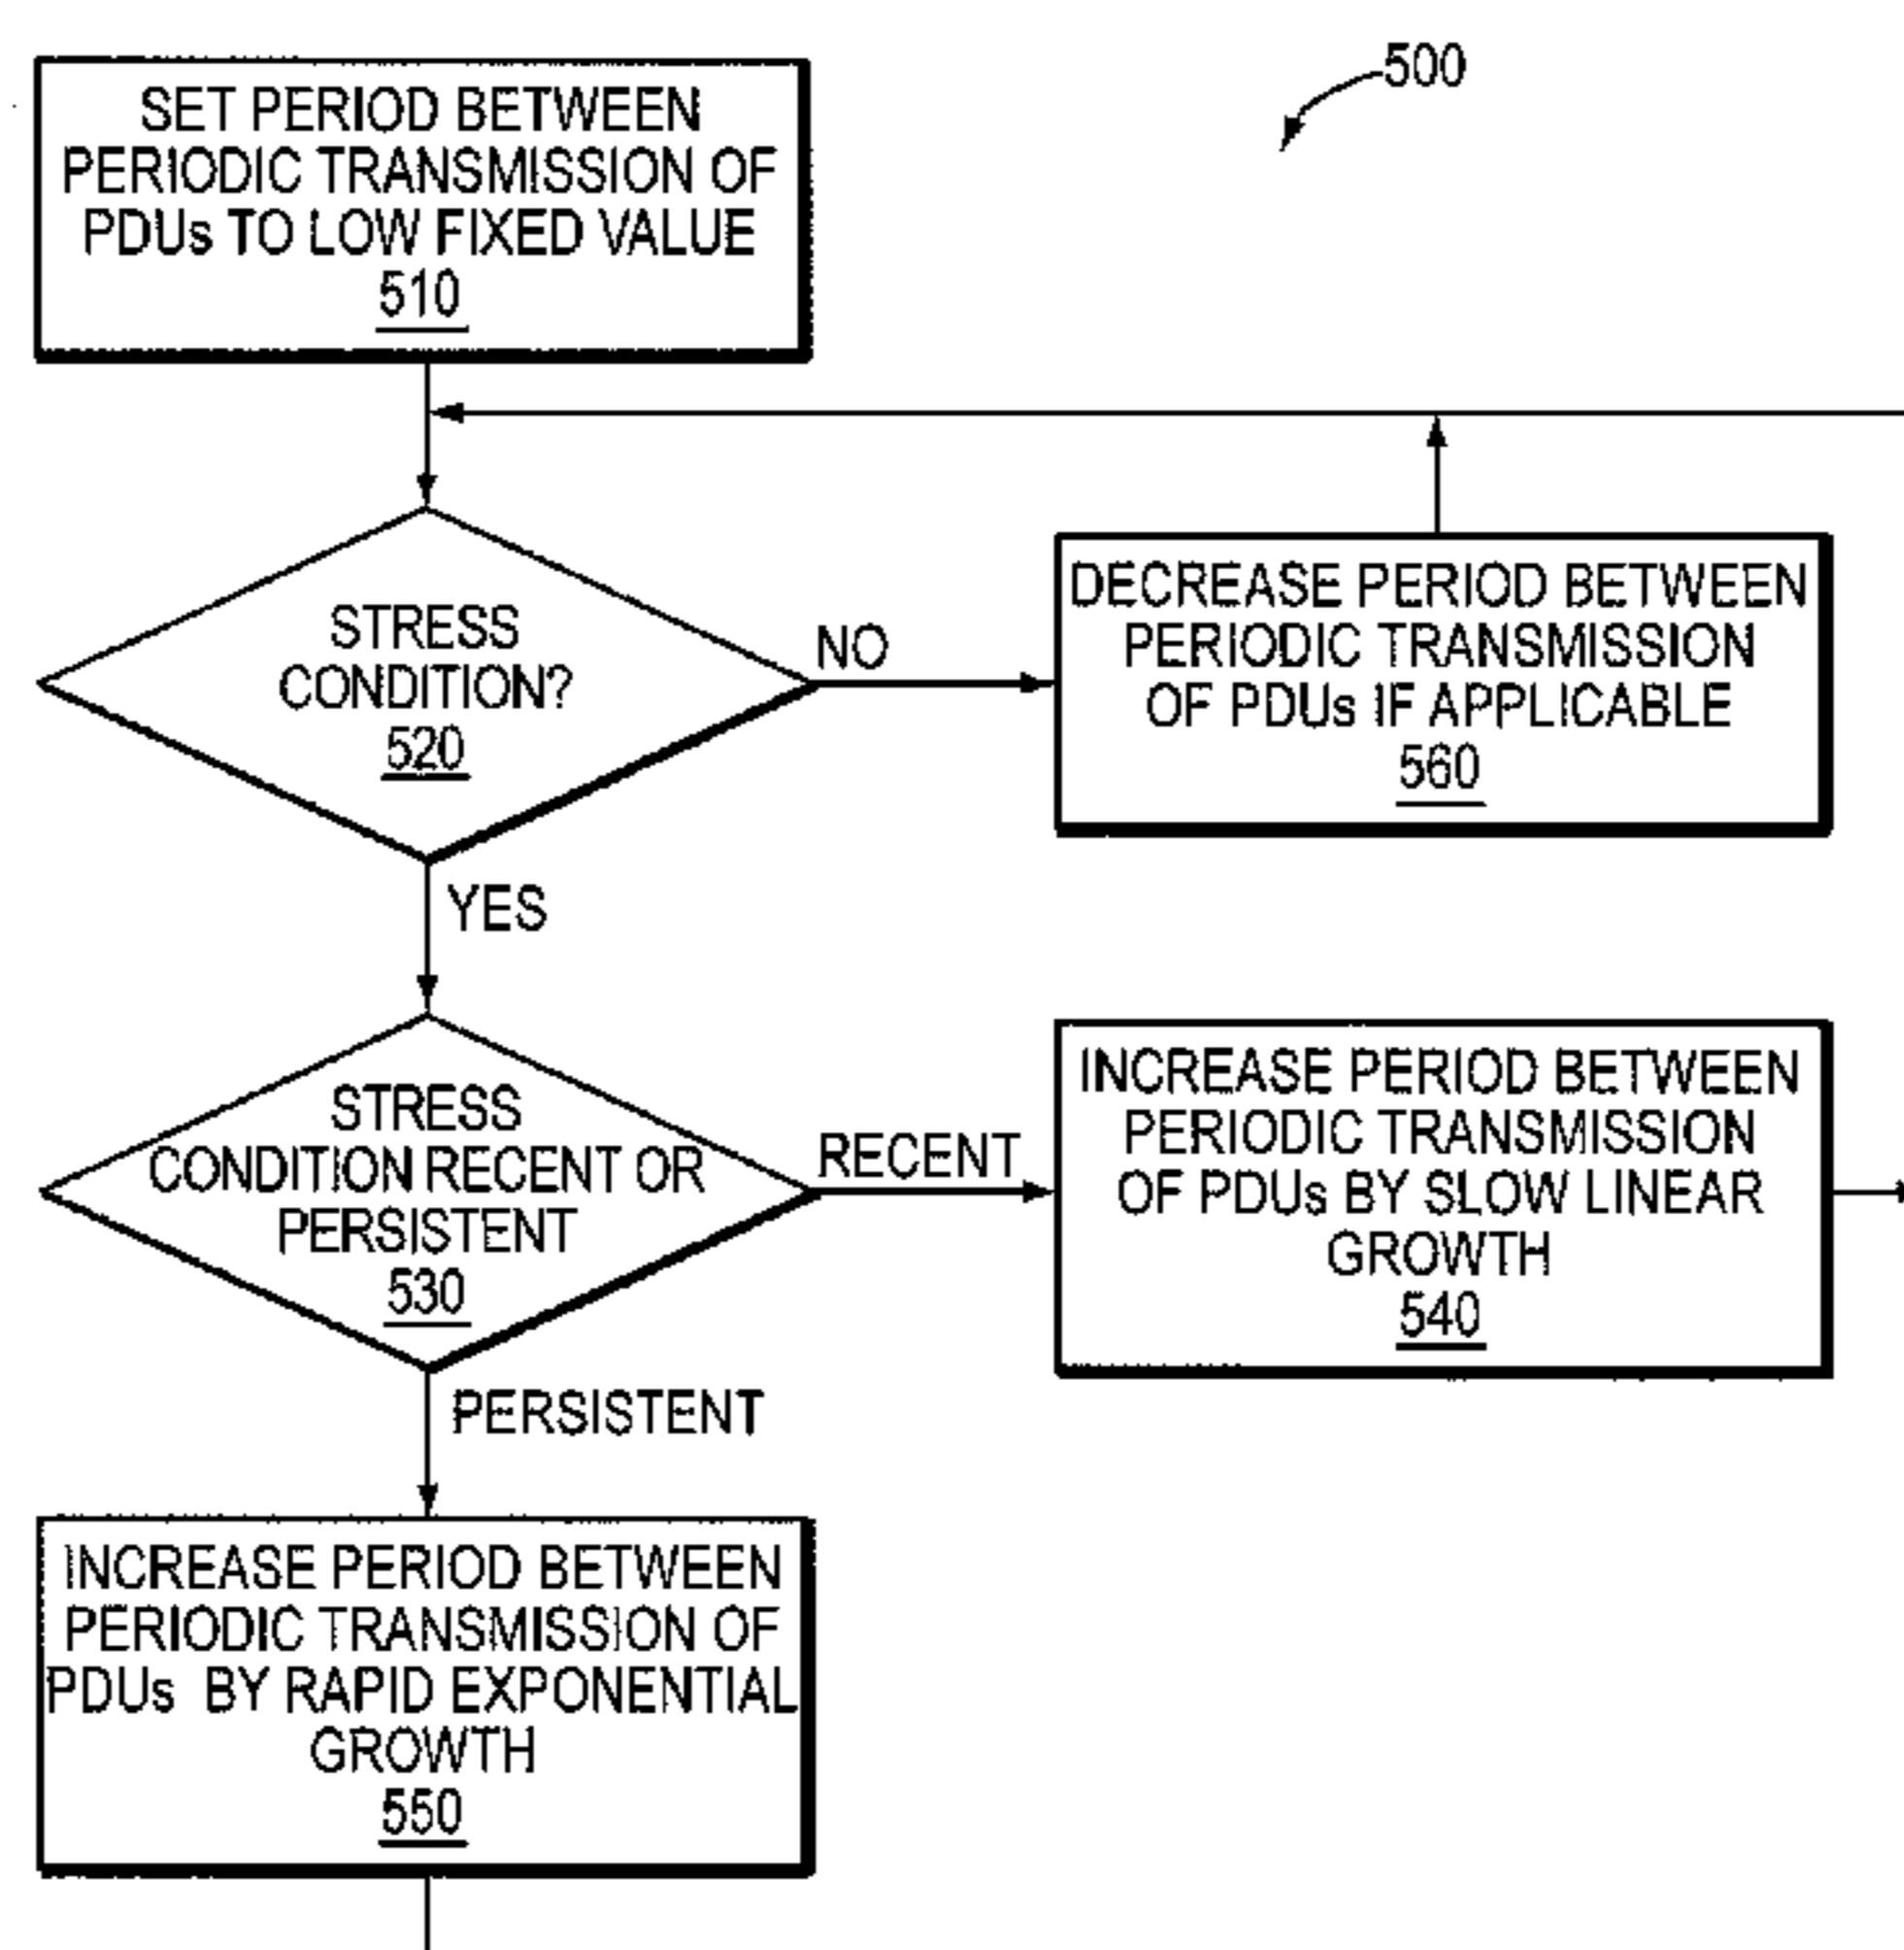 500
SET PERIOD BETWEEN
PERIODIC TRANSMISSION OF
PDUs TO LOW FIXED VALUE
510
STRESS
CONDITION?
520
NO
DECREASE PERIOD BETWEEN
PERIODIC TRANSMISSION
OF PDUs IF APPLICABLE
560
YES
STRESS
CONDITION RECENT OR
PERSISTENT
530
RECENT
INCREASE PERIOD BETWEEN
PERIODIC TRANSMISSION
OF PDUs BY SLOW LINEAR
GROWTH
540
PERSISTENT
INCREASE PERIOD BETWEEN
PERIODIC TRANSMISSION OF
PDUs BY RAPID EXPONENTIAL
GROWTH
550